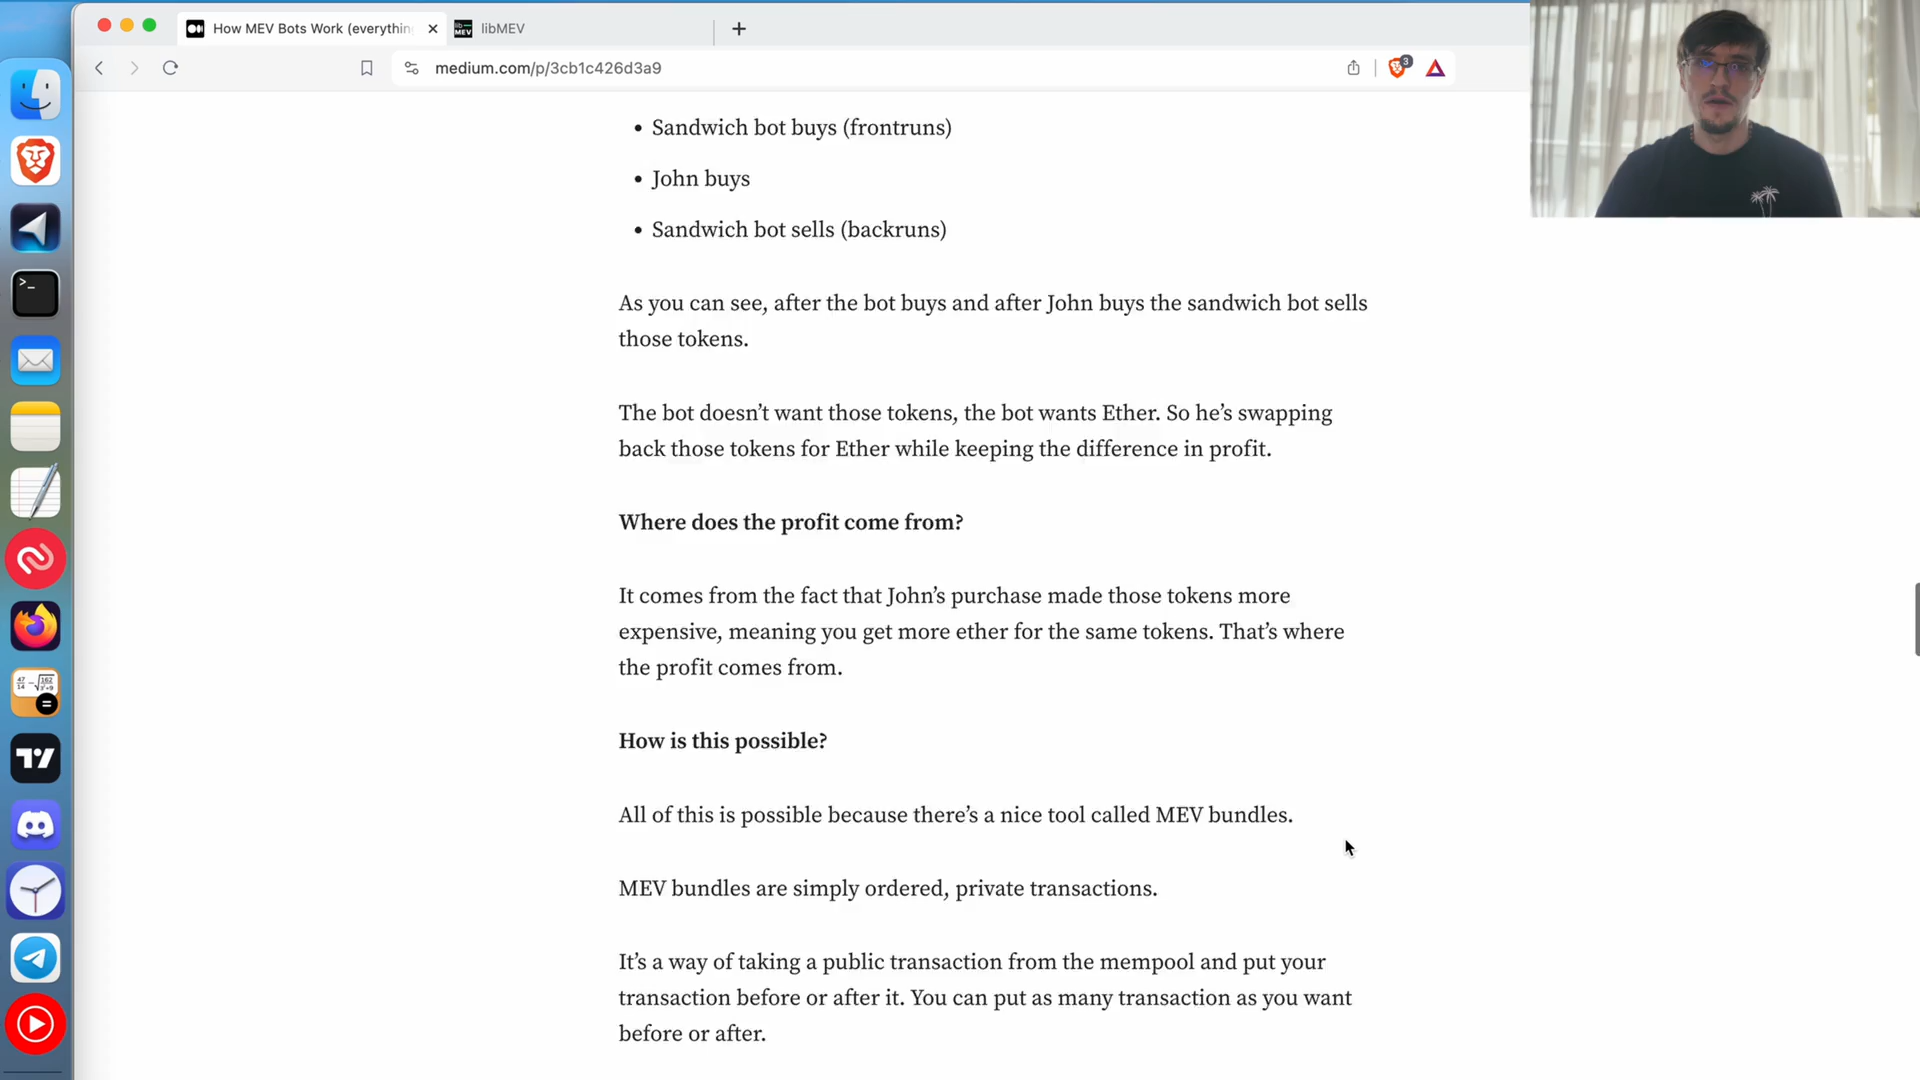 How MEV Bots Work (everything
libMEV
medium.com/p/3cb1c426d3a9
3
• Sandwich bot buys (frontruns)
• John buys
• Sandwich bot sells (backruns)
As you can see, after the bot buys and after John buys the sandwich bot sells
those tokens.
The bot doesn’t want those tokens, the bot wants Ether. So he’s swapping
back those tokens for Ether while keeping the difference in profit.
Where does the profit come from?
It comes from the fact that John’s purchase made those tokens more
expensive, meaning you get more ether for the same tokens. That’s where
the profit comes from.
How is this possible?
All of this is possible because there’s a nice tool called MEV bundles.
MEV bundles are simply ordered, private transactions.
It’s a way of taking a public transaction from the mempool and put your
transaction before or after it. You can put as many transaction as you want
before or after.